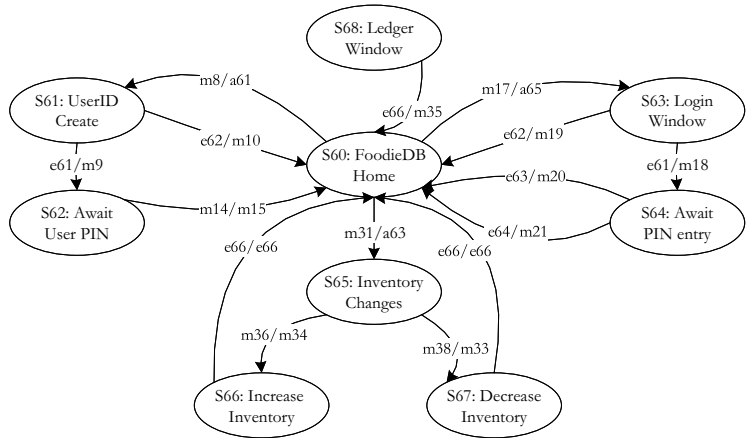 S68: Ledger
Window
m8/a61
m17/a65
S61: UserID
Create
S63: Login
Window
e66/m35
e62/m10
e62/m19
S60: FoodieDB
Home
e61/m9
e61/m18
e63/m20
S62: Await
User PIN
m14/m15
S64: Await
PIN entry
e64/m21
m31/a63
e66/e66
e66/e66
S65: Inventory
Changes
m36/m34
m38/m33
S66: Increase
Inventory
S67: Decrease
Inventory